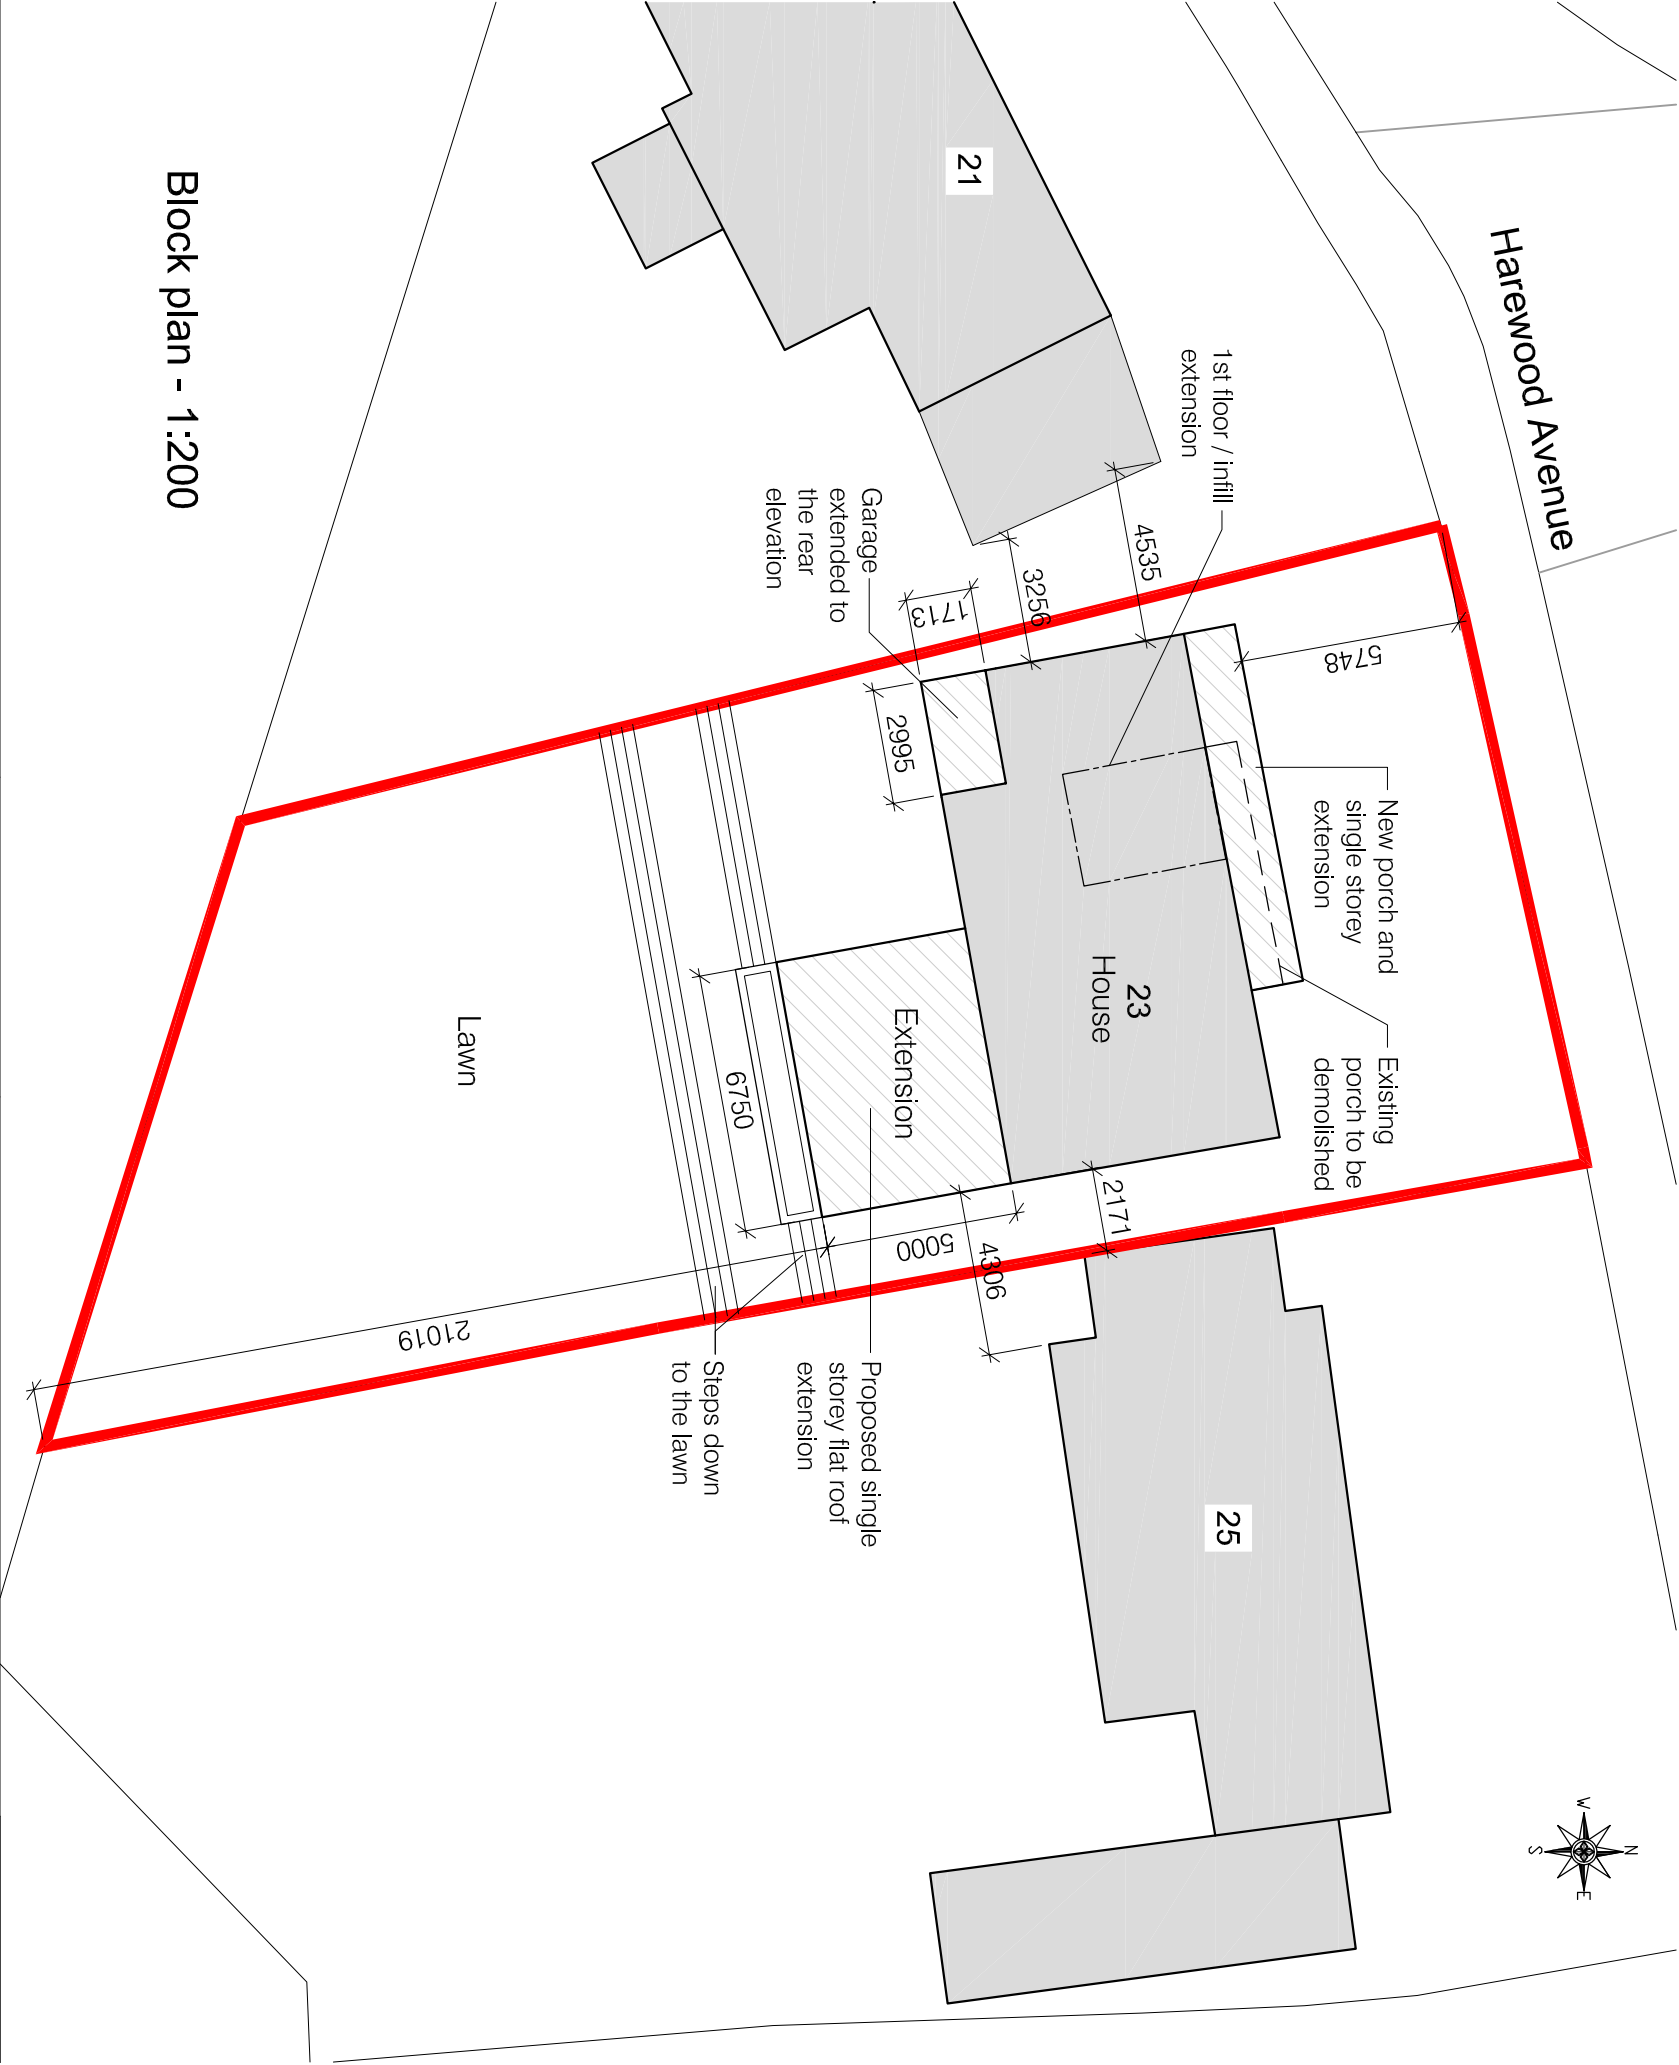 Harewood Avenue
21
1st floor / infill
extension
4535
3256
5748
Garage
extended to
the rear
elevation
1713
2995
New porch and
single storey
extension
Existing
porch to be
demolished
23
House
Extension
2171
4306
5000
6750
Lawn
21019
Proposed single
storey flat roof
extension
Steps down
to the lawn
25
N
W
E
S
Block plan - 1:200